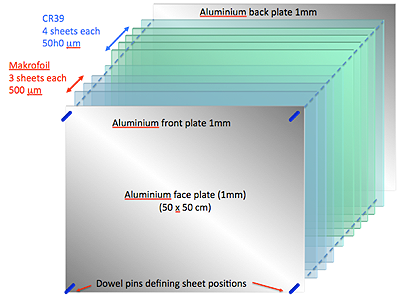 CR39
4 sheets each
50h0 µm
Aluminium back plate 1mm
Makrofoil
3 sheets each
500 µm
Aluminium front plate 1mm
Aluminium face plate (1mm)
(50 x 50 cm)
Dowel pins defining sheet positions